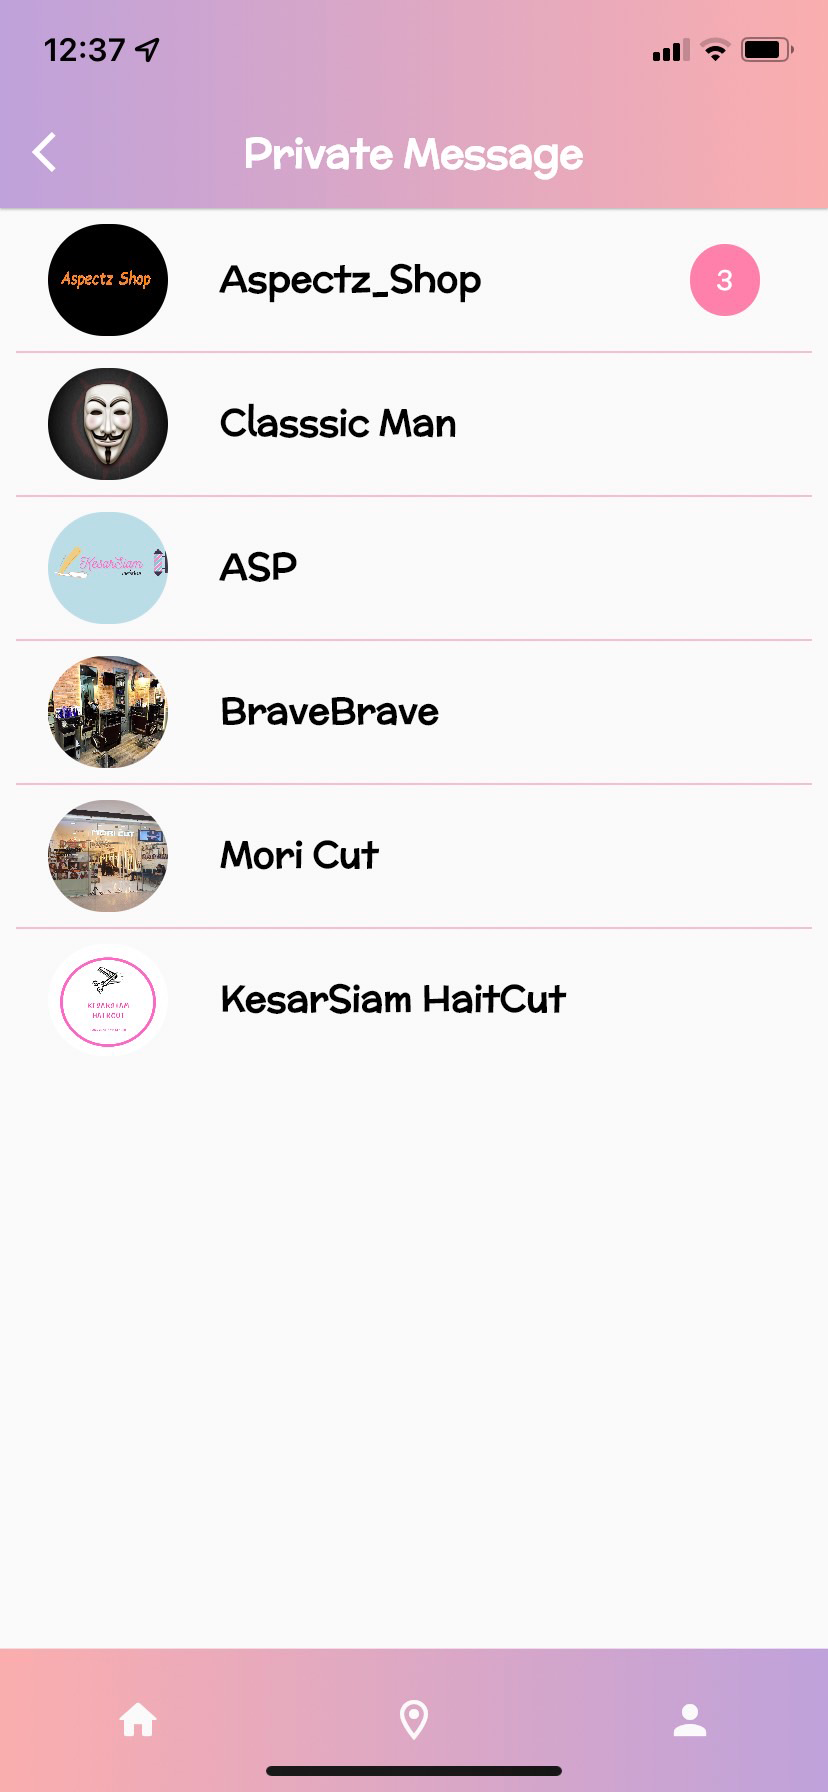 12:37
Private Message
Aspectz Shop
Aspectz_Shop
3
Classsic Man
KesarSiam
ASP
BraveBrave
MORI CUT
Mori Cut
KESARSIAM
HAIRCUT
KesarSiam HaitCut